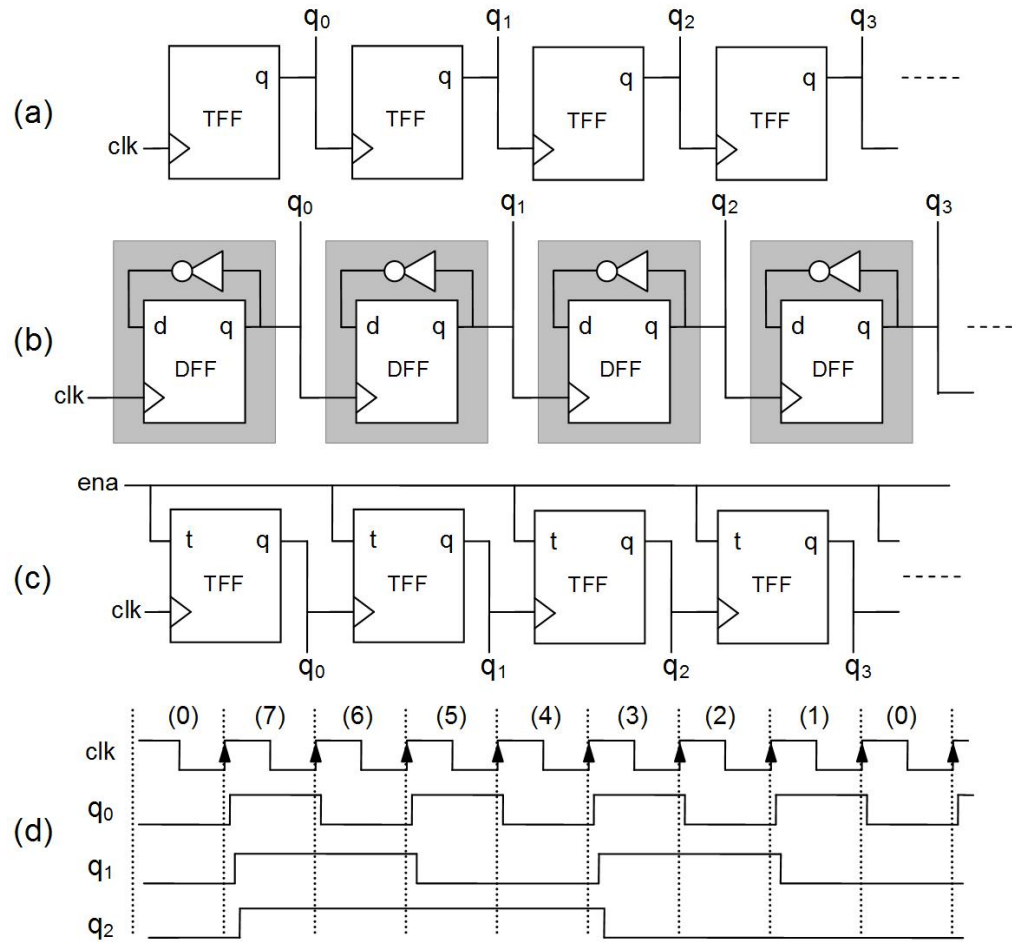 q₀ q₁ q₂ q₃
q q q q
(a)
TFF TFF TFF TFF
clk
q₀ q₁ q₂ q₃
d q d q d q d q
(b)
DFF DFF DFF DFF
clk
ena
t q t q t q t q
(c)
TFF TFF TFF TFF
clk
q₀ q₁ q₂ q₃
(0) (7) (6) (5) (4) (3) (2) (1) (0)
clk
q₀
(d)
q₁
q₂